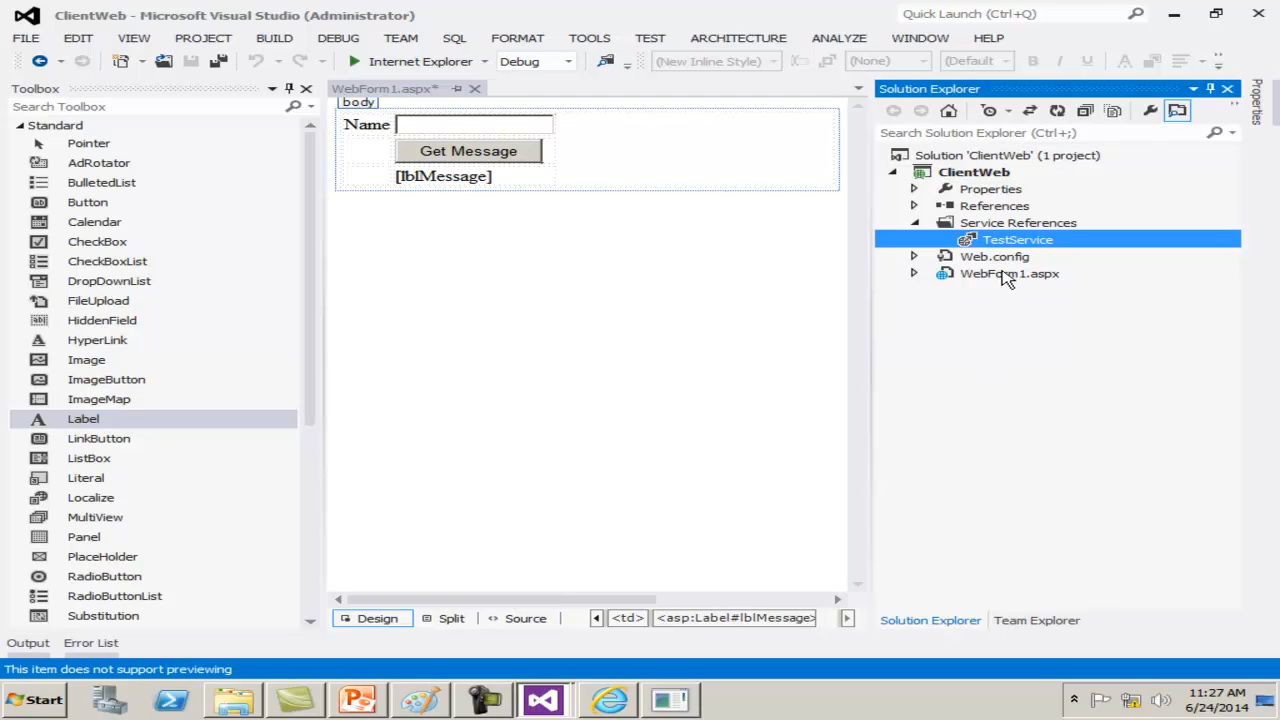 ClientWeb - Microsoft Visual Studio (Administrator)
Quick Launch (Ctrl+Q)
FILE EDIT VIEW PROJECT BUILD DEBUG TEAM SQL FORMAT TOOLS TEST ARCHITECTURE ANALYZE WINDOW HELP
Internet Explorer Debug (New Inline Style) (None) (Default B I U A
Toolbox
Search Toolbox
Standard
Pointer
AdRotator
BulletedList
Button
Calendar
CheckBox
CheckBoxList
DropDownList
FileUpload
HiddenField
HyperLink
Image
ImageButton
ImageMap
Label
LinkButton
ListBox
Literal
Localize
MultiView
Panel
PlaceHolder
RadioButton
RadioButtonList
Substitution
Output Error List
WebForm1.aspx*
body
Name
Get Message
[lblMessage]
Design Split Source <td> <asp:Label#lblMessage>
Solution Explorer
Search Solution Explorer (Ctrl+;)
Solution 'ClientWeb' (1 project)
ClientWeb
Properties
References
Service References
TestService
Web.config
WebForm1.aspx
Solution Explorer Team Explorer
Properties
This item does not support previewing
Start
11:27 AM
6/24/2014